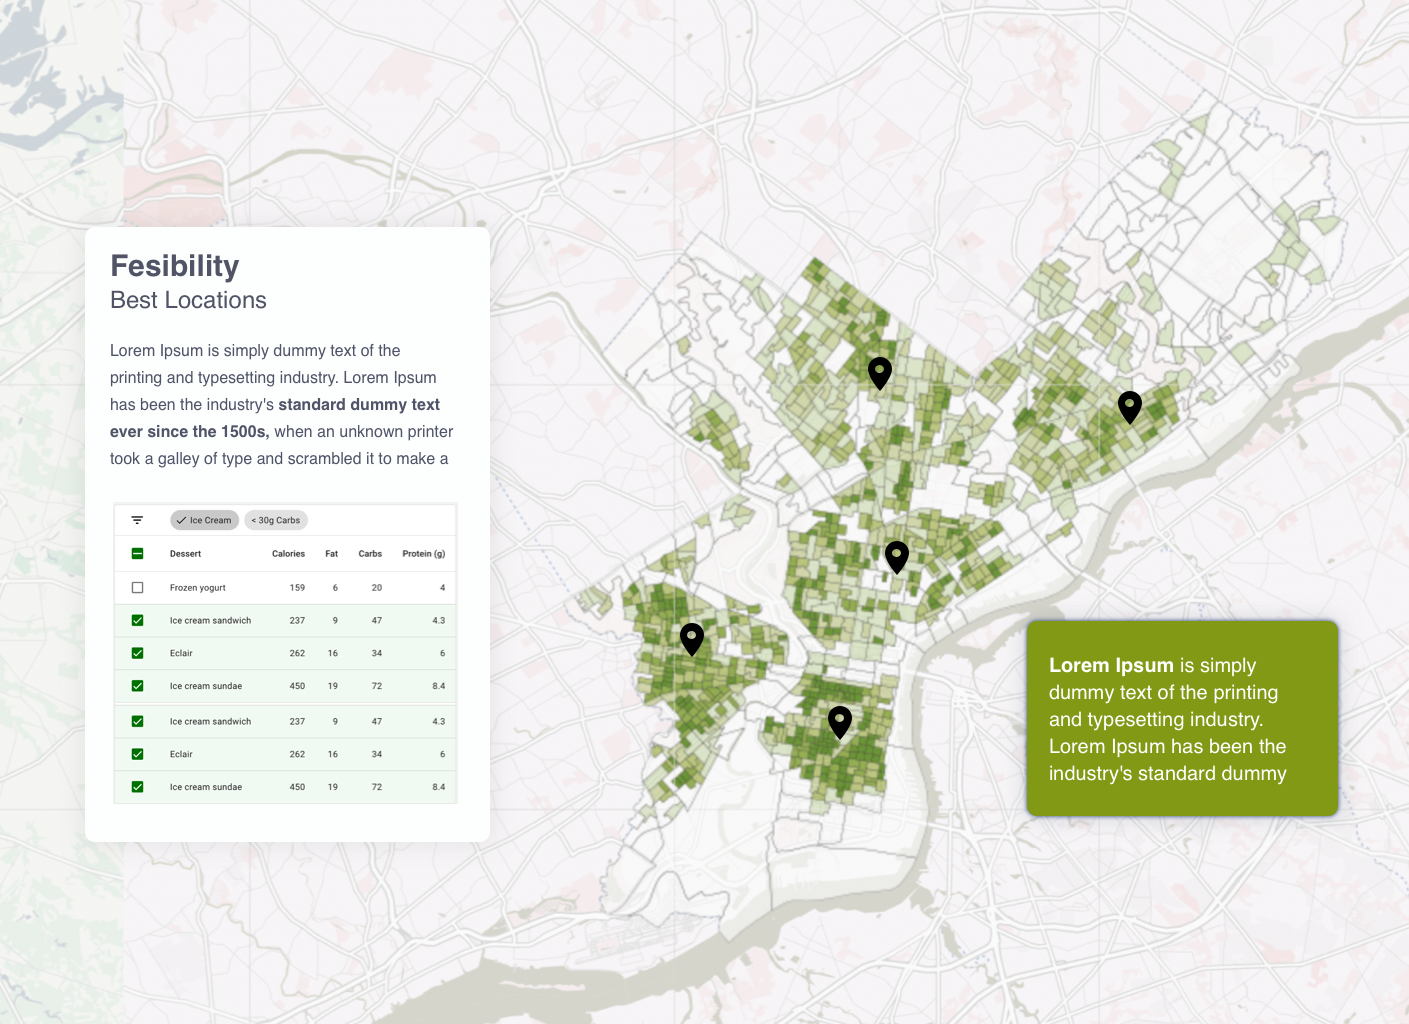 Fesibility
Best Locations
Lorem Ipsum is simply dummy text of the
printing and typesetting industry. Lorem Ipsum
has been the industry's standard dummy text
ever since the 1500s, when an unknown printer
took a galley of type and scrambled it to make a
Ice Cream < 30g Carbs
Dessert Calories Fat Carbs Protein (g)
Frozen yogurt 159 6 20 4
Ice cream sandwich 237 9 47 4.3
Eclair 262 16 34 6
Ice cream sundae 450 19 72 8.4
Ice cream sandwich 237 9 47 4.3
Eclair 262 16 34 6
Ice cream sundae 450 19 72 8.4
Lorem Ipsum is simply
dummy text of the printing
and typesetting industry.
Lorem Ipsum has been the
industry's standard dummy